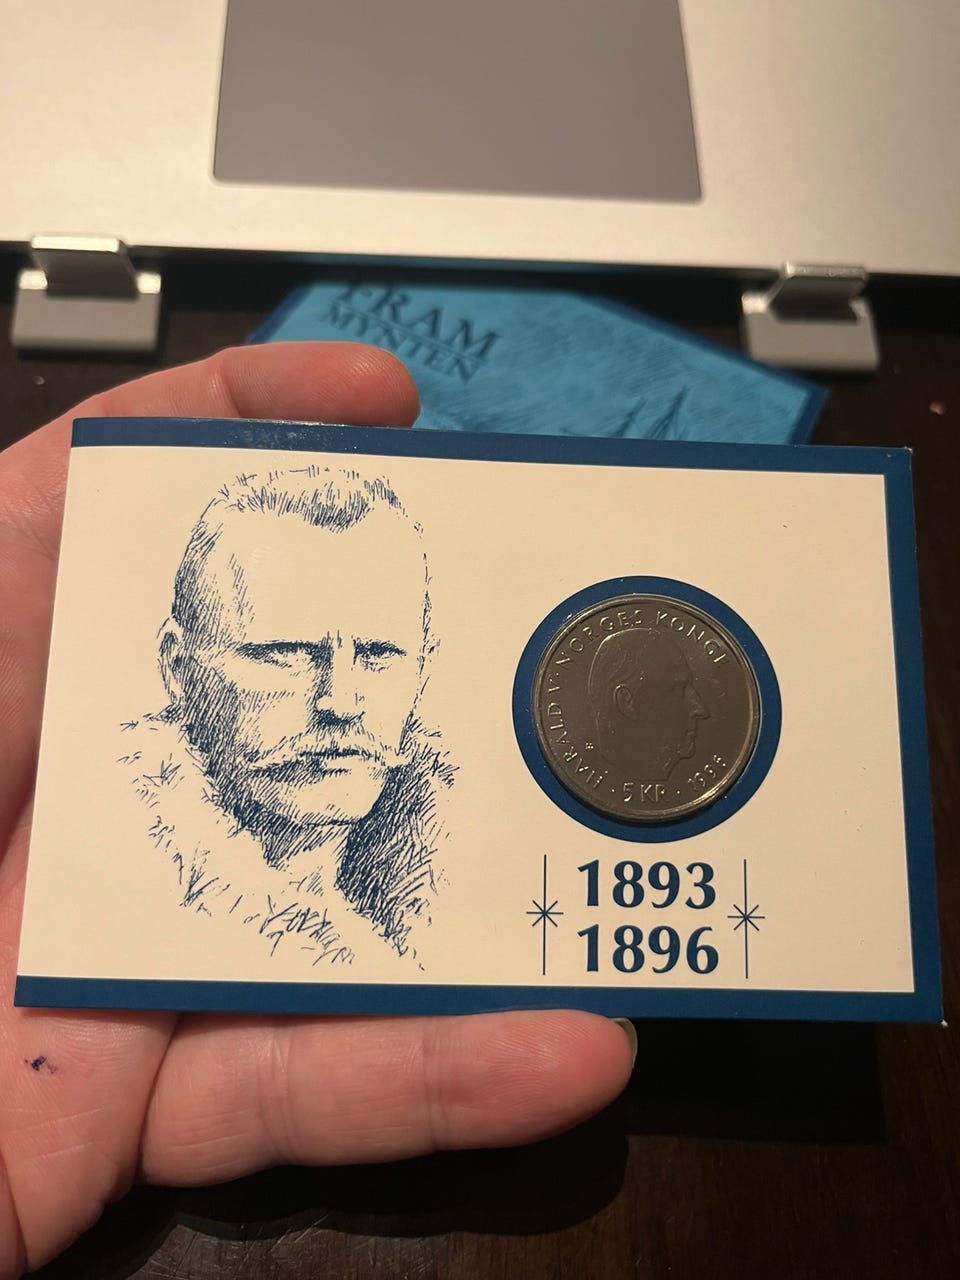 FRAM
MYNTEN
HARALD V · NORGES KONGE
· 5 KR · 1996
1893
1896